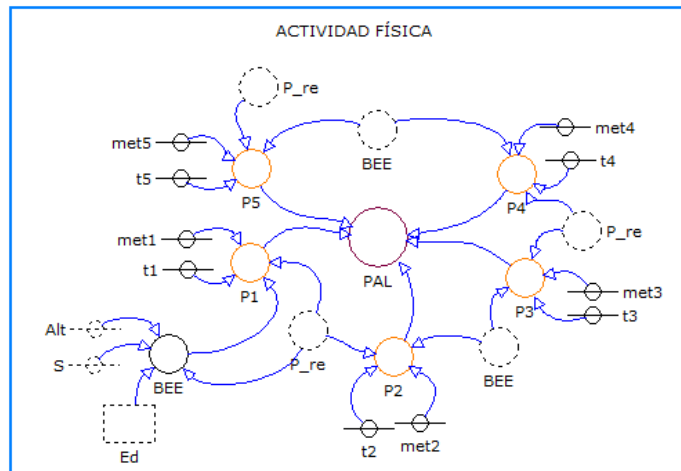 ACTIVIDAD FÍSICA
P_re
met5
BEE
met4
t4
t5
P5
P4
P_re
met1
t1
P1
PAL
P3
met3
t3
Alt
S
BEE
P_re
P2
BEE
Ed
t2
met2